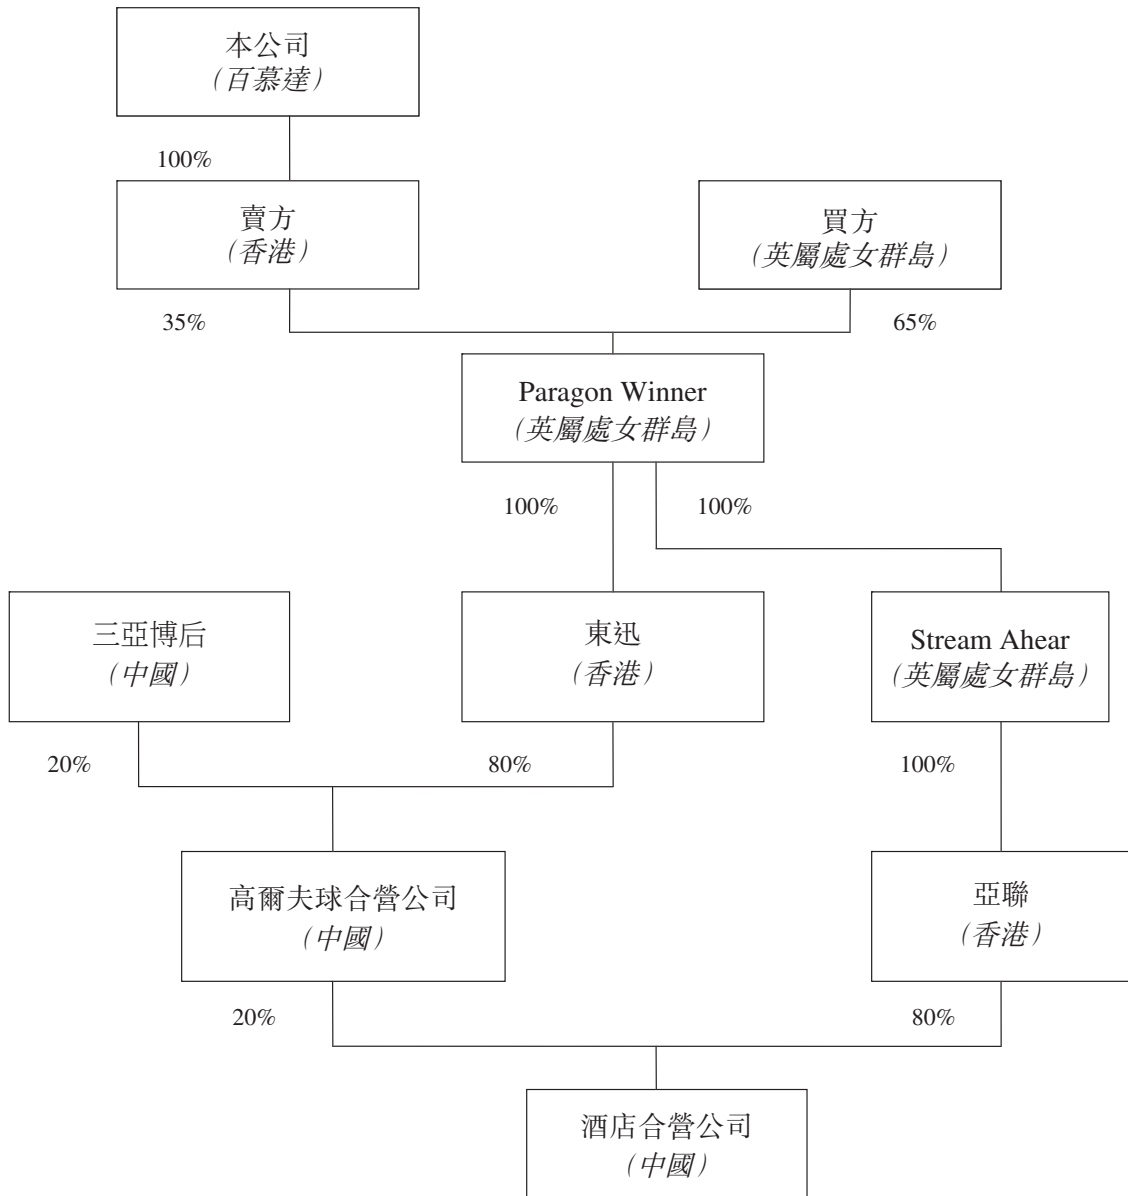 本公司
（百慕達）
100%
賣方
（香港）
買方
（英屬處女群島）
35%
65%
Paragon Winner
（英屬處女群島）
100%
100%
三亞博后
（中國）
東迅
（香港）
Stream Ahear
（英屬處女群島）
20%
80%
100%
高爾夫球合營公司
（中國）
亞聯
（香港）
20%
80%
酒店合營公司
（中國）